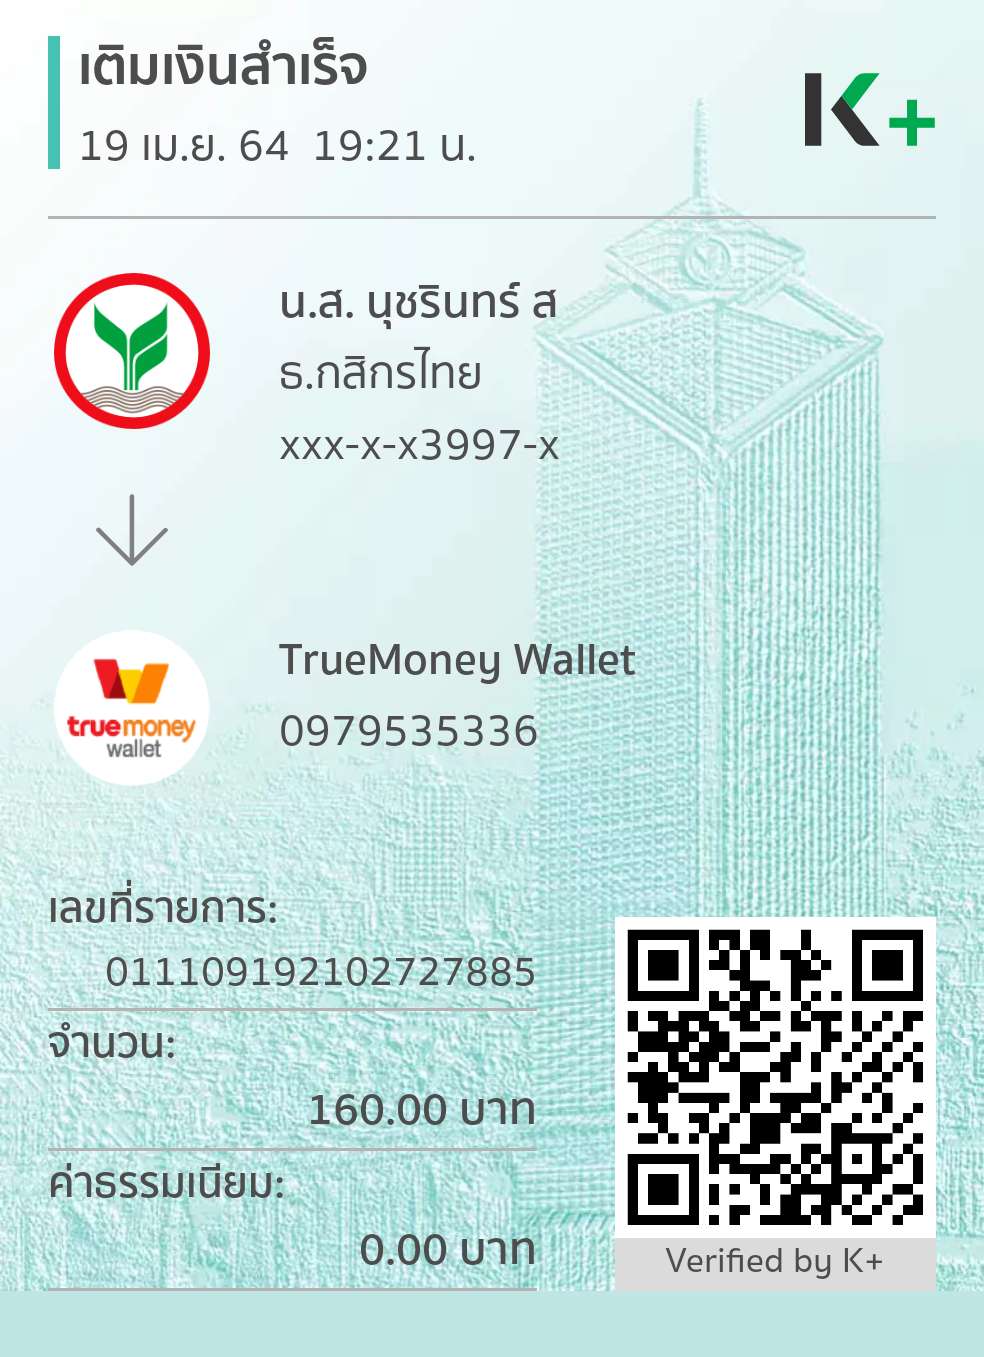 เติมเงินสำเร็จ
19 เม.ย. 64 19:21 น.
K+
น.ส. นุชรินทร์ ส
ธ.กสิกรไทย
xxx-x-x3997-x
truemoney
wallet
TrueMoney Wallet
0979535336
เลขที่รายการ:
011109192102727885
จำนวน:
160.00 บาท
ค่าธรรมเนียม:
0.00 บาท
Verified by K+